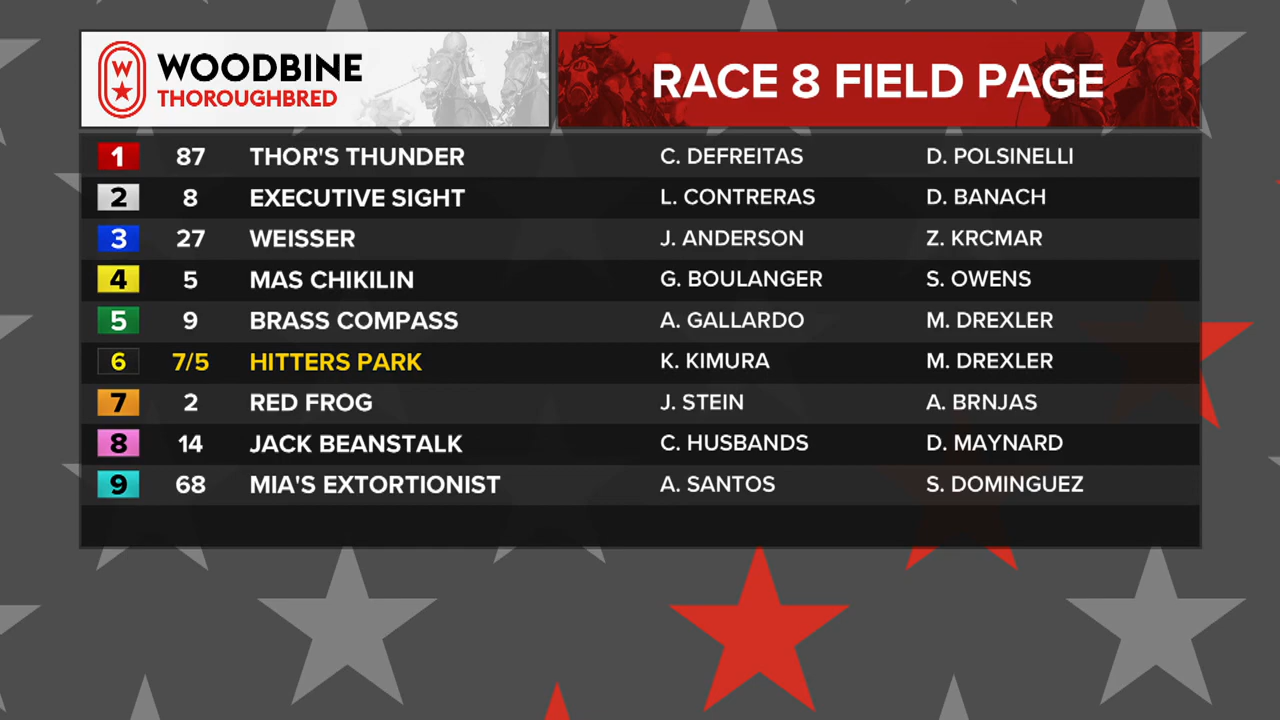 W
WOODBINE
THOROUGHBRED
RACE 8 FIELD PAGE
1 87 THOR'S THUNDER C. DEFREITAS D. POLSINELLI
2 8 EXECUTIVE SIGHT L. CONTRERAS D. BANACH
3 27 WEISSER J. ANDERSON Z. KRCMAR
4 5 MAS CHIKILIN G. BOULANGER S. OWENS
5 9 BRASS COMPASS A. GALLARDO M. DREXLER
6 7/5 HITTERS PARK K. KIMURA M. DREXLER
7 2 RED FROG J. STEIN A. BRNJAS
8 14 JACK BEANSTALK C. HUSBANDS D. MAYNARD
9 68 MIA'S EXTORTIONIST A. SANTOS S. DOMINGUEZ